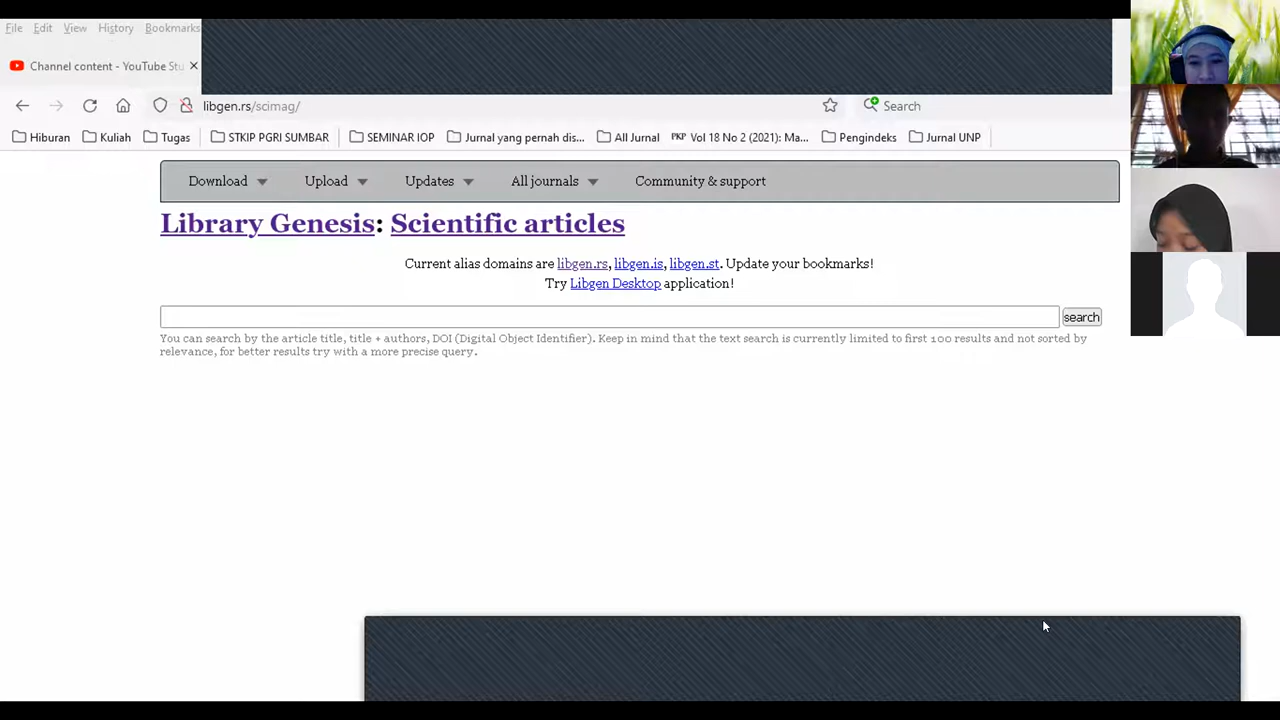 File Edit View History Bookmarks
Channel content - YouTube Stu
libgen.rs/scimag/ Search
Hiburan Kuliah Tugas STKIP PGRI SUMBAR SEMINAR IOP Jurnal yang pernah dis... All Jurnal PKP Vol 18 No 2 (2021): Ma... Pengindeks Jurnal UNP
Download Upload Updates All journals Community & support
Library Genesis: Scientific articles
Current alias domains are libgen.rs, libgen.is, libgen.st. Update your bookmarks!
Try Libgen Desktop application!
search
You can search by the article title, title + authors, DOI (Digital Object Identifier). Keep in mind that the text search is currently limited to first 100 results and not sorted by
relevance, for better results try with a more precise query.